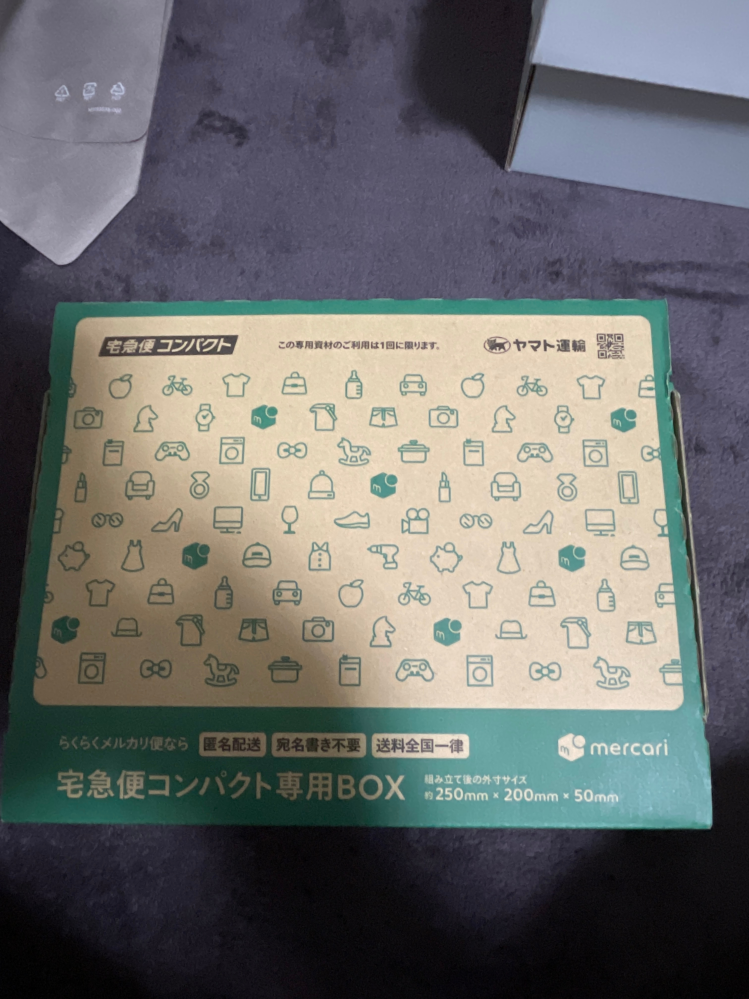 宅急便 コンパクト
この専用資材のご利用は1回に限ります。
ヤマト運輸
らくらくメルカリ便なら 匿名配送 宛名書き不要 送料全国一律
mercari
宅急便コンパクト専用BOX
組み立て後の外寸サイズ
約250mm × 200mm × 50mm